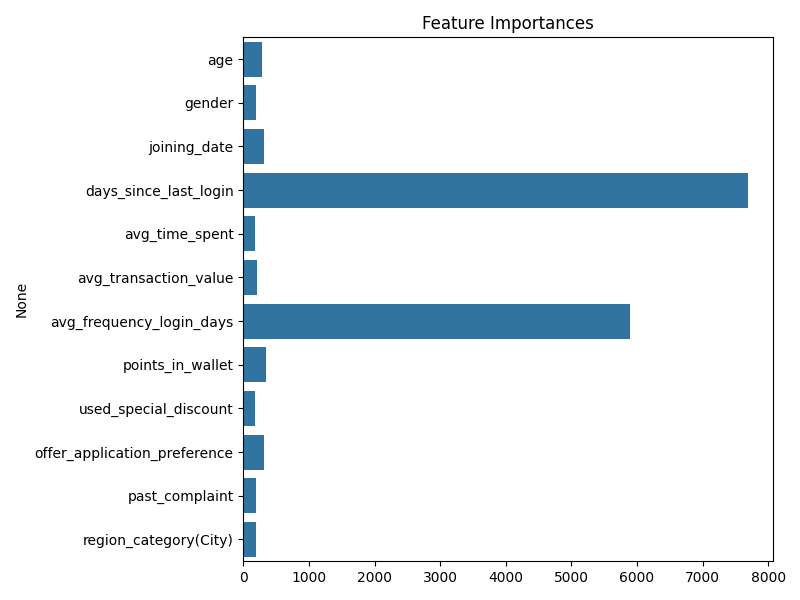 Feature Importances
None
age
gender
joining_date
days_since_last_login
avg_time_spent
avg_transaction_value
avg_frequency_login_days
points_in_wallet
used_special_discount
offer_application_preference
past_complaint
region_category(City)
0 1000 2000 3000 4000 5000 6000 7000 8000